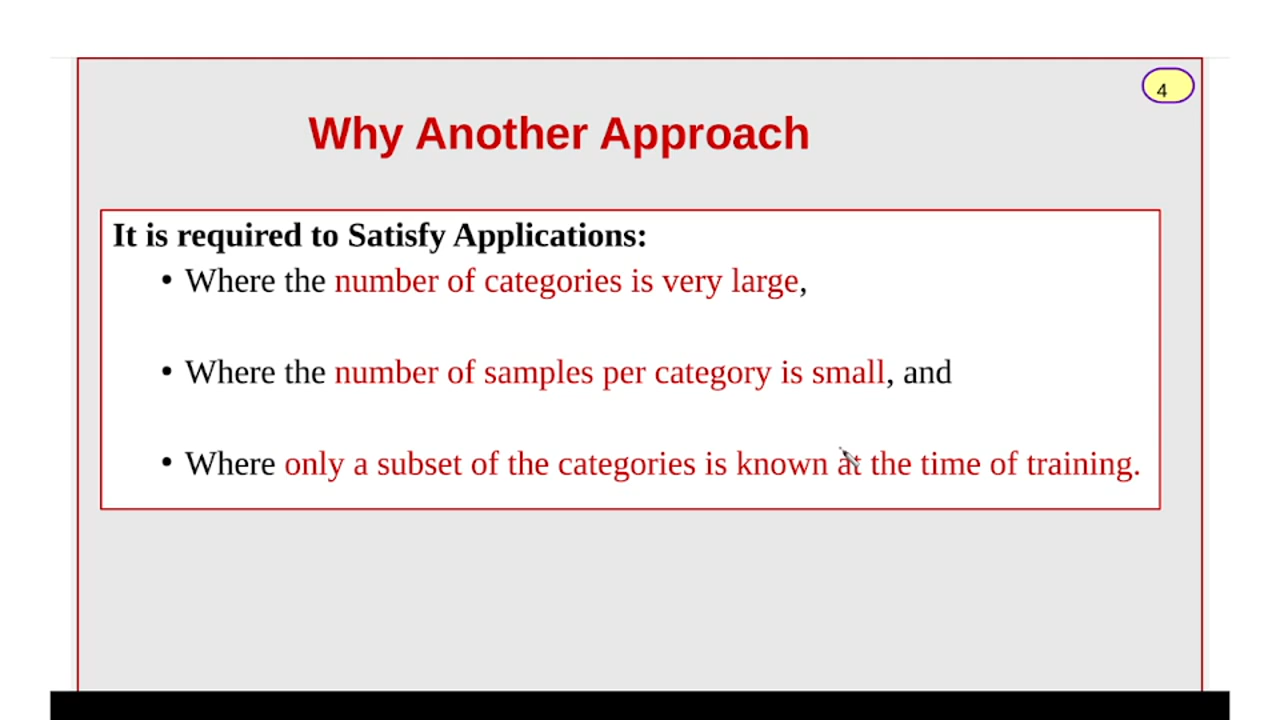 4
Why Another Approach
It is required to Satisfy Applications:
• Where the number of categories is very large,
• Where the number of samples per category is small, and
• Where only a subset of the categories is known at the time of training.